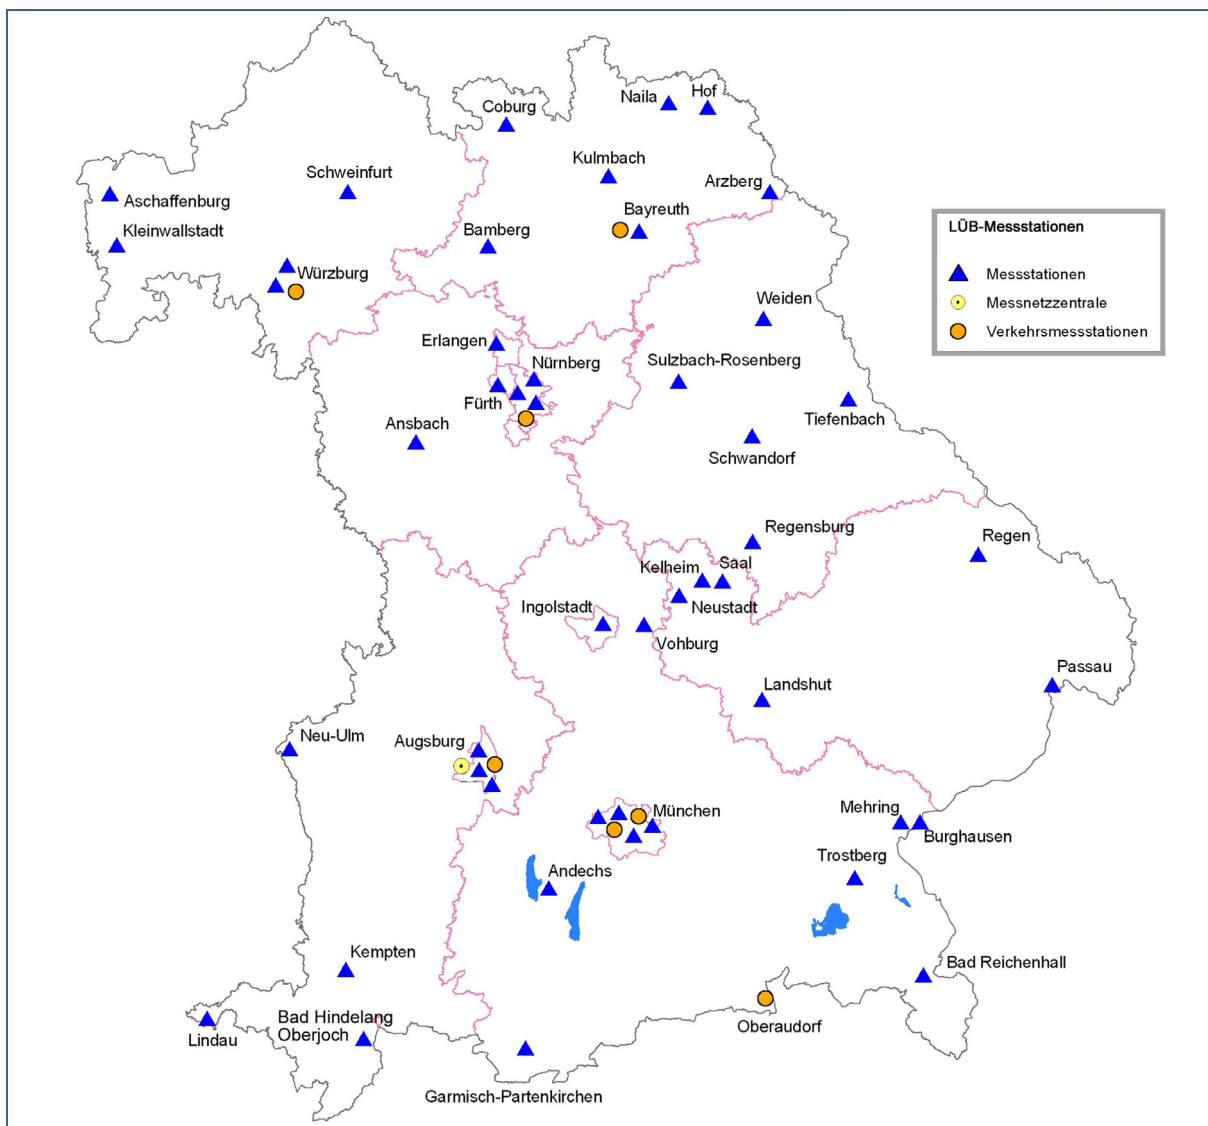 Naila
Hof
Coburg
Kulmbach
Schweinfurt
Arzberg
Aschaffenburg
Bayreuth
Kleinwallstadt
Bamberg
LÜB-Messstationen
Messstationen
Messnetzzentrale
Verkehrsmessstationen
Würzburg
Weiden
Erlangen
Nürnberg
Sulzbach-Rosenberg
Fürth
Ansbach
Tiefenbach
Schwandorf
Regensburg
Regen
Kelheim
Saal
Ingolstadt
Neustadt
Vohburg
Passau
Landshut
Neu-Ulm
Augsburg
München
Mehring
Burghausen
Trostberg
Andechs
Kempten
Bad Reichenhall
Bad Hindelang
Oberjoch
Lindau
Oberaudorf
Garmisch-Partenkirchen